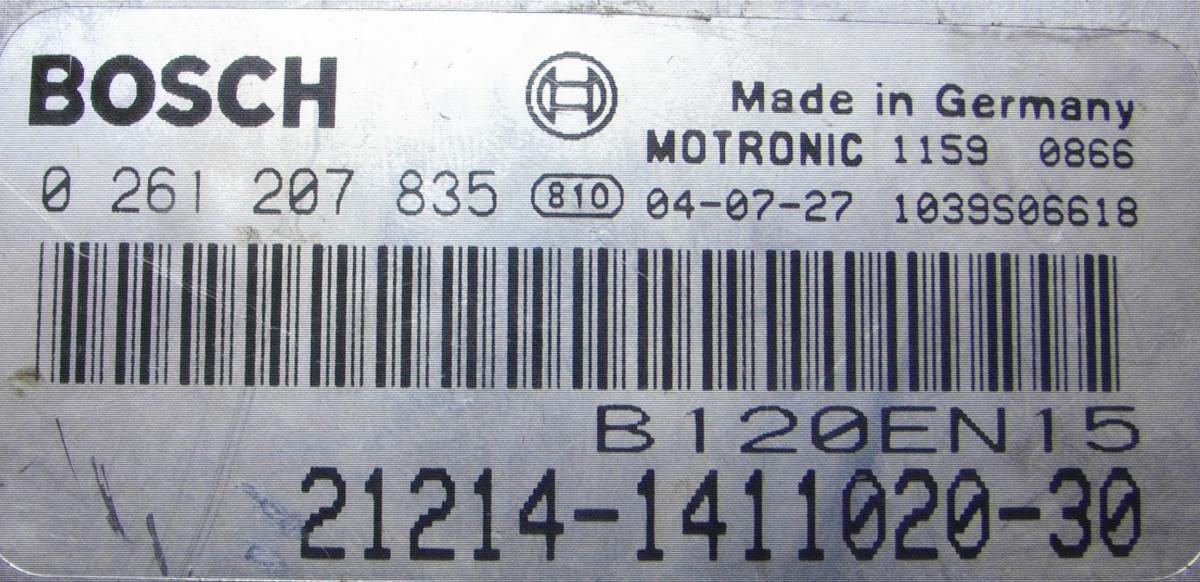 BOSCH
Made in Germany
MOTRONIC 1159 0866
0 261 207 835 810 04-07-27 1039S06618
B120EN15
21214-1411020-30